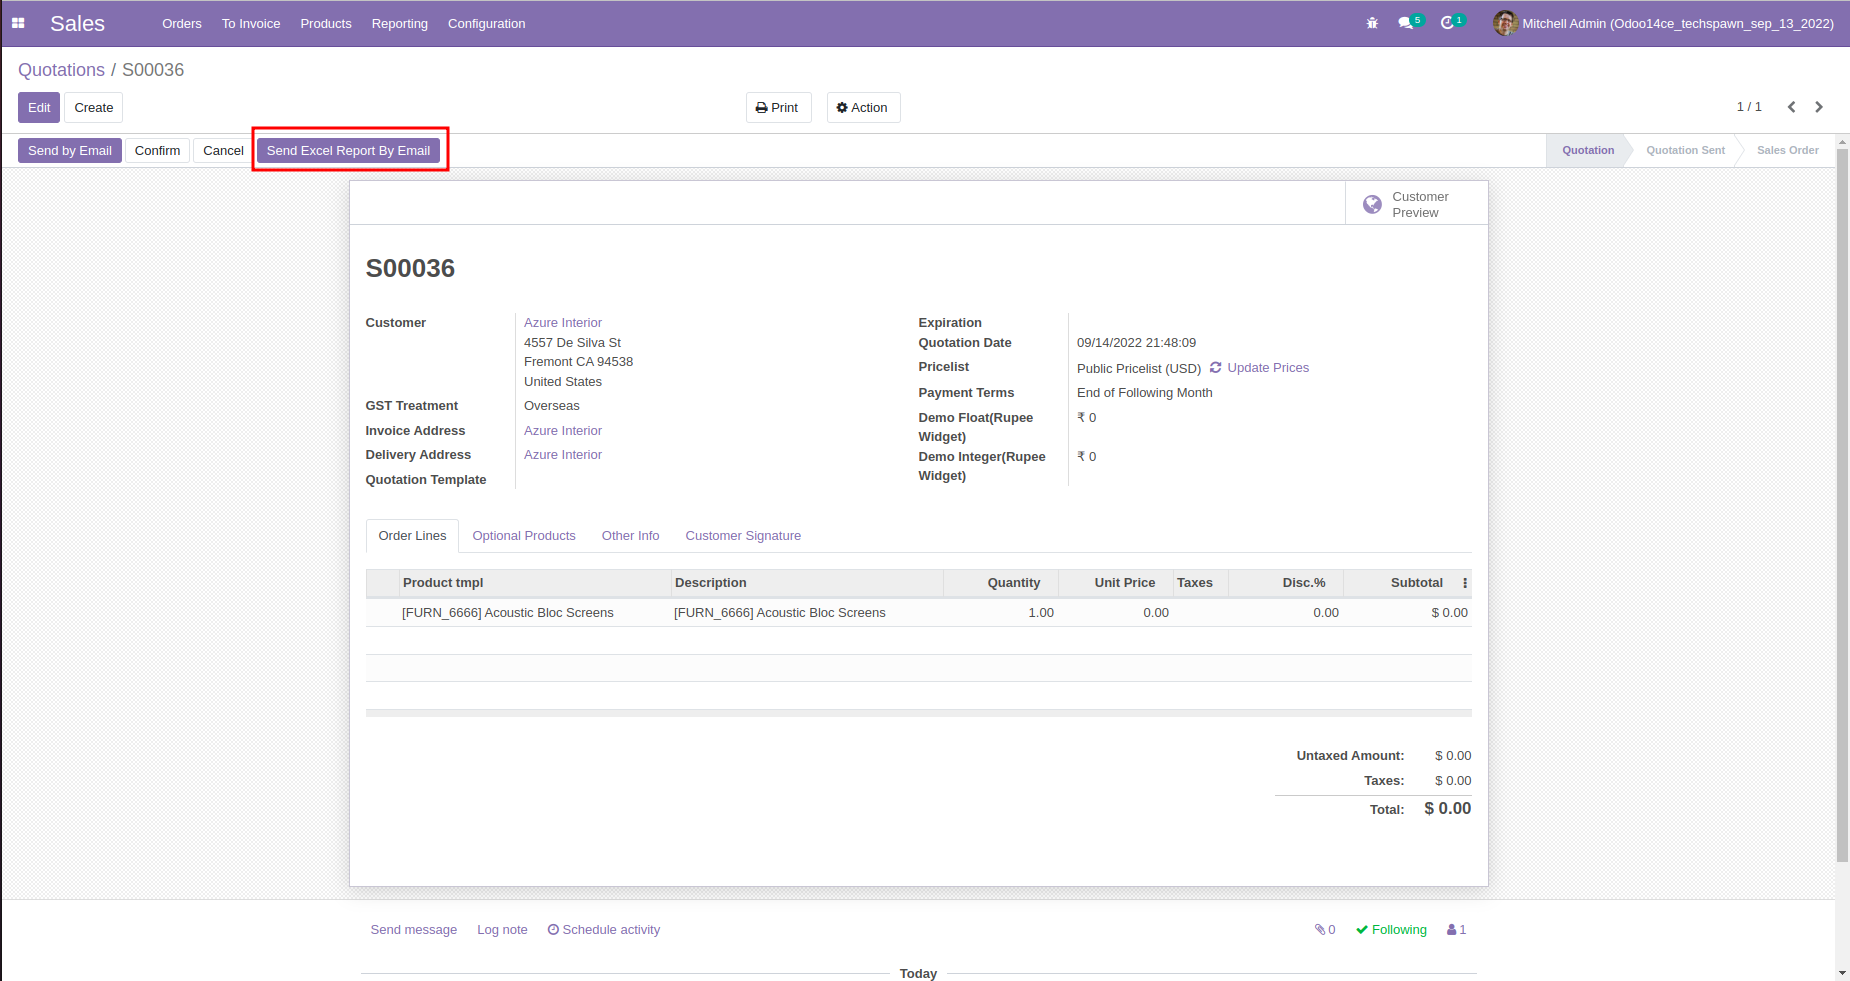 Sales Orders To Invoice Products Reporting Configuration 5 1 Mitchell Admin (Odoo14ce_techspawn_sep_13_2022)
Quotations / S00036
Edit Create Print Action 1 / 1
Send by Email Confirm Cancel Send Excel Report By Email Quotation Quotation Sent Sales Order
Customer
Preview
S00036
Customer Azure Interior
4557 De Silva St
Fremont CA 94538
United States
GST Treatment Overseas
Invoice Address Azure Interior
Delivery Address Azure Interior
Quotation Template
Expiration
Quotation Date 09/14/2022 21:48:09
Pricelist Public Pricelist (USD) Update Prices
Payment Terms End of Following Month
Demo Float(Rupee ₹ 0
Widget)
Demo Integer(Rupee ₹ 0
Widget)
Order Lines Optional Products Other Info Customer Signature
Product tmpl Description Quantity Unit Price Taxes Disc.% Subtotal
[FURN_6666] Acoustic Bloc Screens [FURN_6666] Acoustic Bloc Screens 1.00 0.00 0.00 $ 0.00
Untaxed Amount: $ 0.00
Taxes: $ 0.00
Total: $ 0.00
Send message Log note Schedule activity 0 Following 1
Today